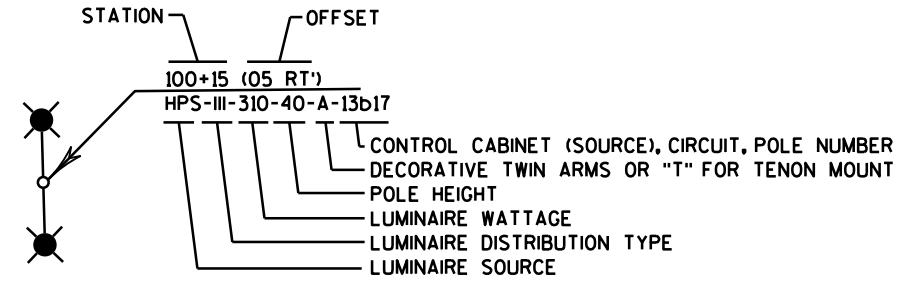 STATION
OFFSET
100+15 (05 RT')
HPS-III-310-40-A-13b17
CONTROL CABINET (SOURCE), CIRCUIT, POLE NUMBER
DECORATIVE TWIN ARMS OR "T" FOR TENON MOUNT
POLE HEIGHT
LUMINAIRE WATTAGE
LUMINAIRE DISTRIBUTION TYPE
LUMINAIRE SOURCE